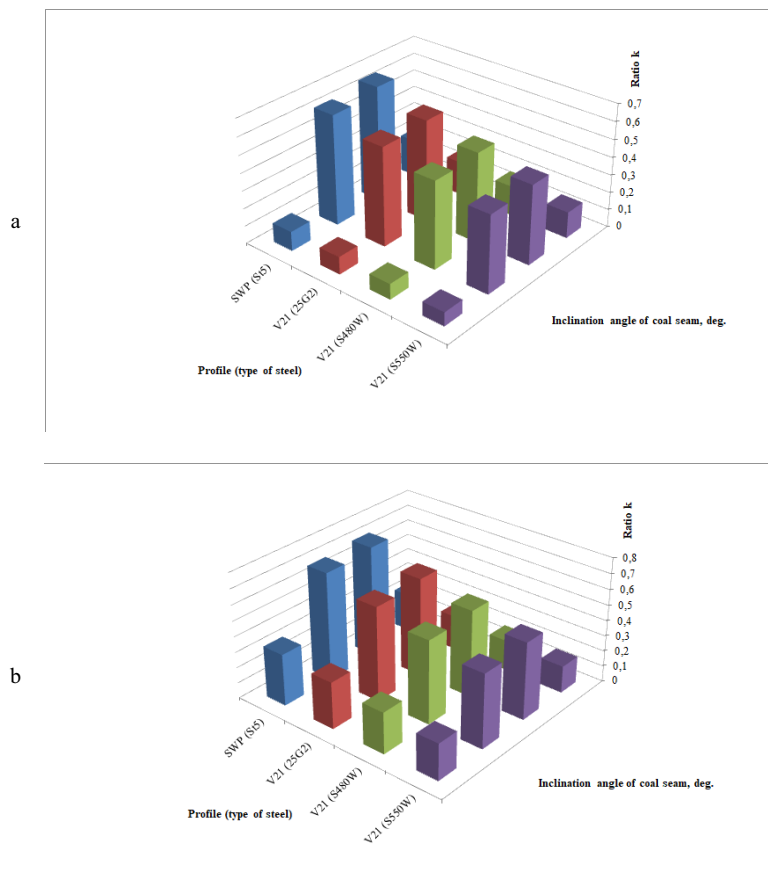 a
Ratio k
0,7
0,6
0,5
0,4
0,3
0,2
0,1
0
SWP (St5)
V21 (25G2)
V21 (S480W)
V21 (S550W)
Inclination angle of coal seam, deg.
Profile (type of steel)
b
Ratio k
0,8
0,7
0,6
0,5
0,4
0,3
0,2
0,1
0
SWP (St5)
V21 (25G2)
V21 (S480W)
V21 (S550W)
Inclination angle of coal seam, deg.
Profile (type of steel)